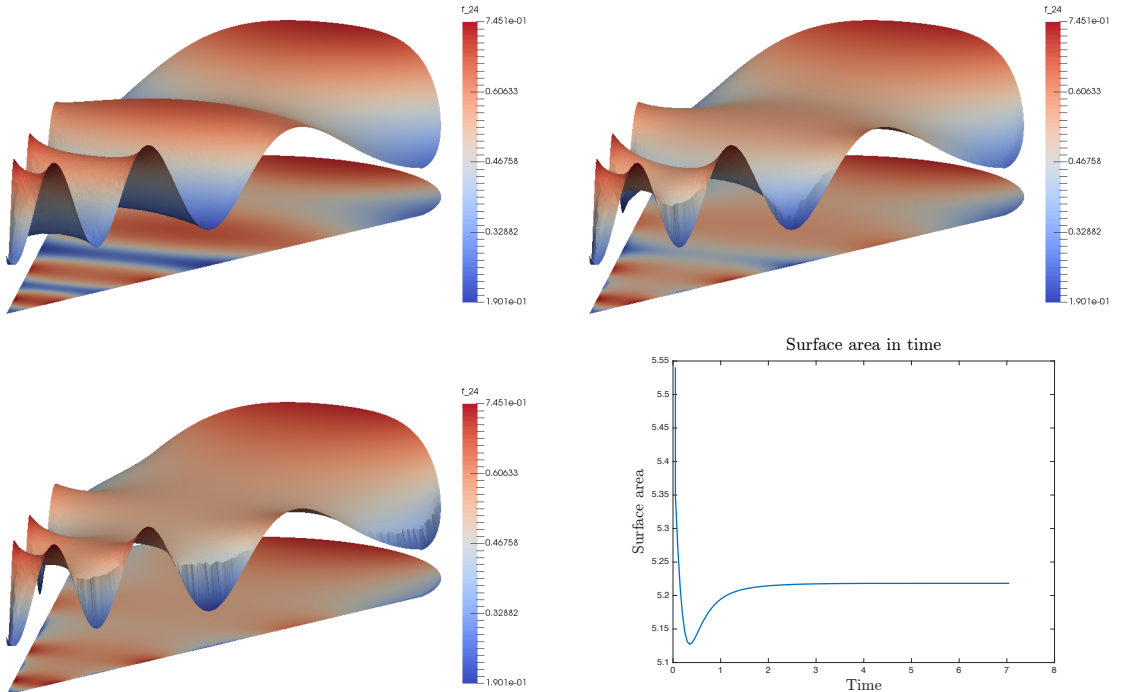 f_24
7.451e-01
0.60633
0.46758
0.32882
1.901e-01
f_24
7.451e-01
0.60633
0.46758
0.32882
1.901e-01
f_24
7.451e-01
0.60633
0.46758
0.32882
1.901e-01
Surface area in time
5.55
5.5
5.45
5.4
5.35
5.3
5.25
5.2
5.15
5.1
Surface area
0 1 2 3 4 5 6 7 8
Time